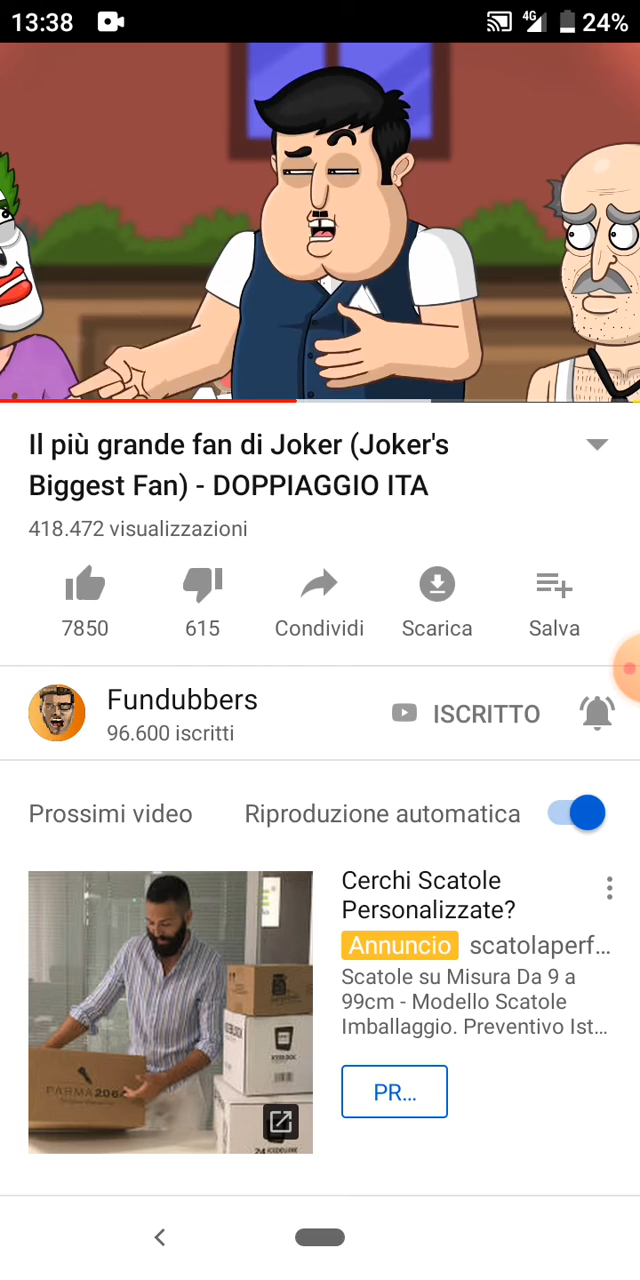 13:38 4G 24%
Il più grande fan di Joker (Joker's
Biggest Fan) - DOPPIAGGIO ITA
418.472 visualizzazioni
7850 615 Condividi Scarica Salva
Fundubbers
96.600 iscritti
ISCRITTO
Prossimi video Riproduzione automatica
Cerchi Scatole
Personalizzate?
Annuncio scatolaperf...
Scatole su Misura Da 9 a
99cm - Modello Scatole
Imballaggio. Preventivo Ist...
PR...